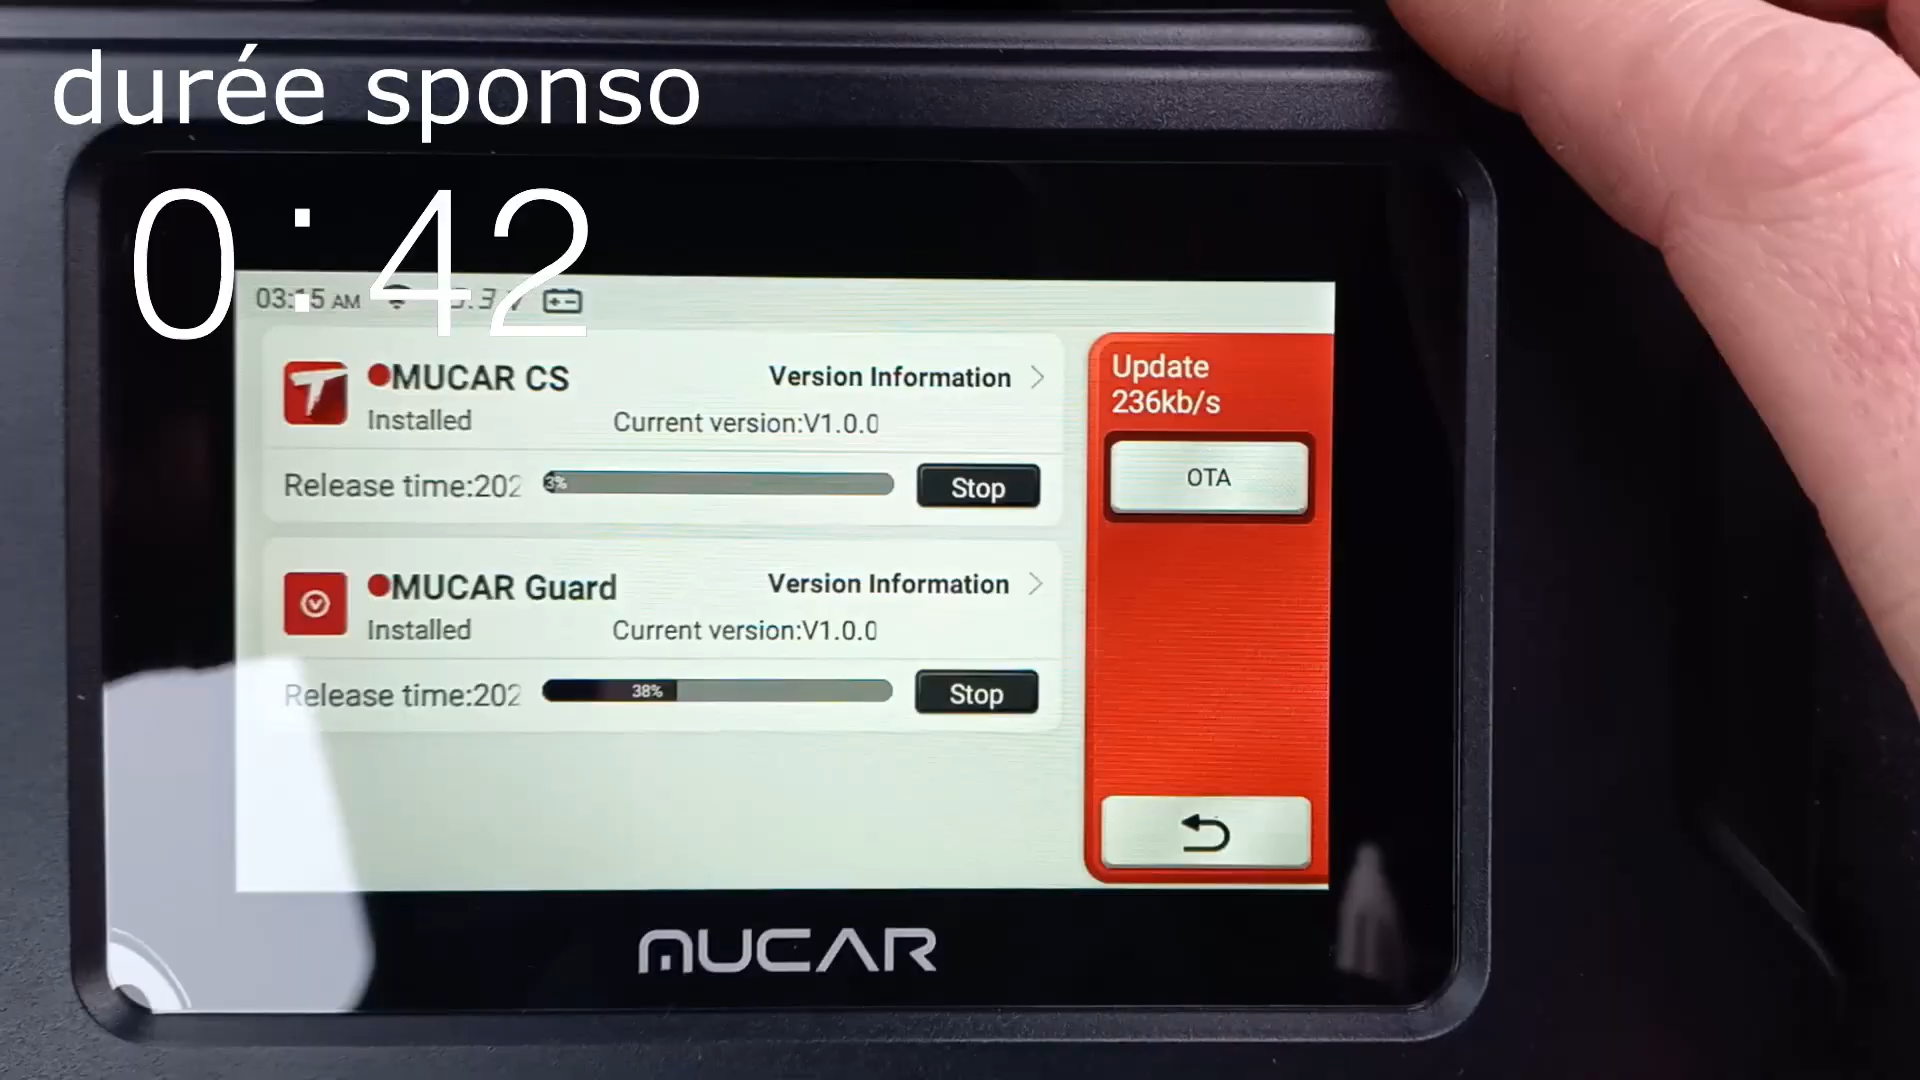 durée sponso
0:42
03:15 AM
MUCAR CS
Version Information
Installed
Current version:V1.0.0
Release time:202
3%
Stop
MUCAR Guard
Version Information
Installed
Current version:V1.0.0
Release time:202
38%
Stop
Update
236kb/s
OTA
MUCAR